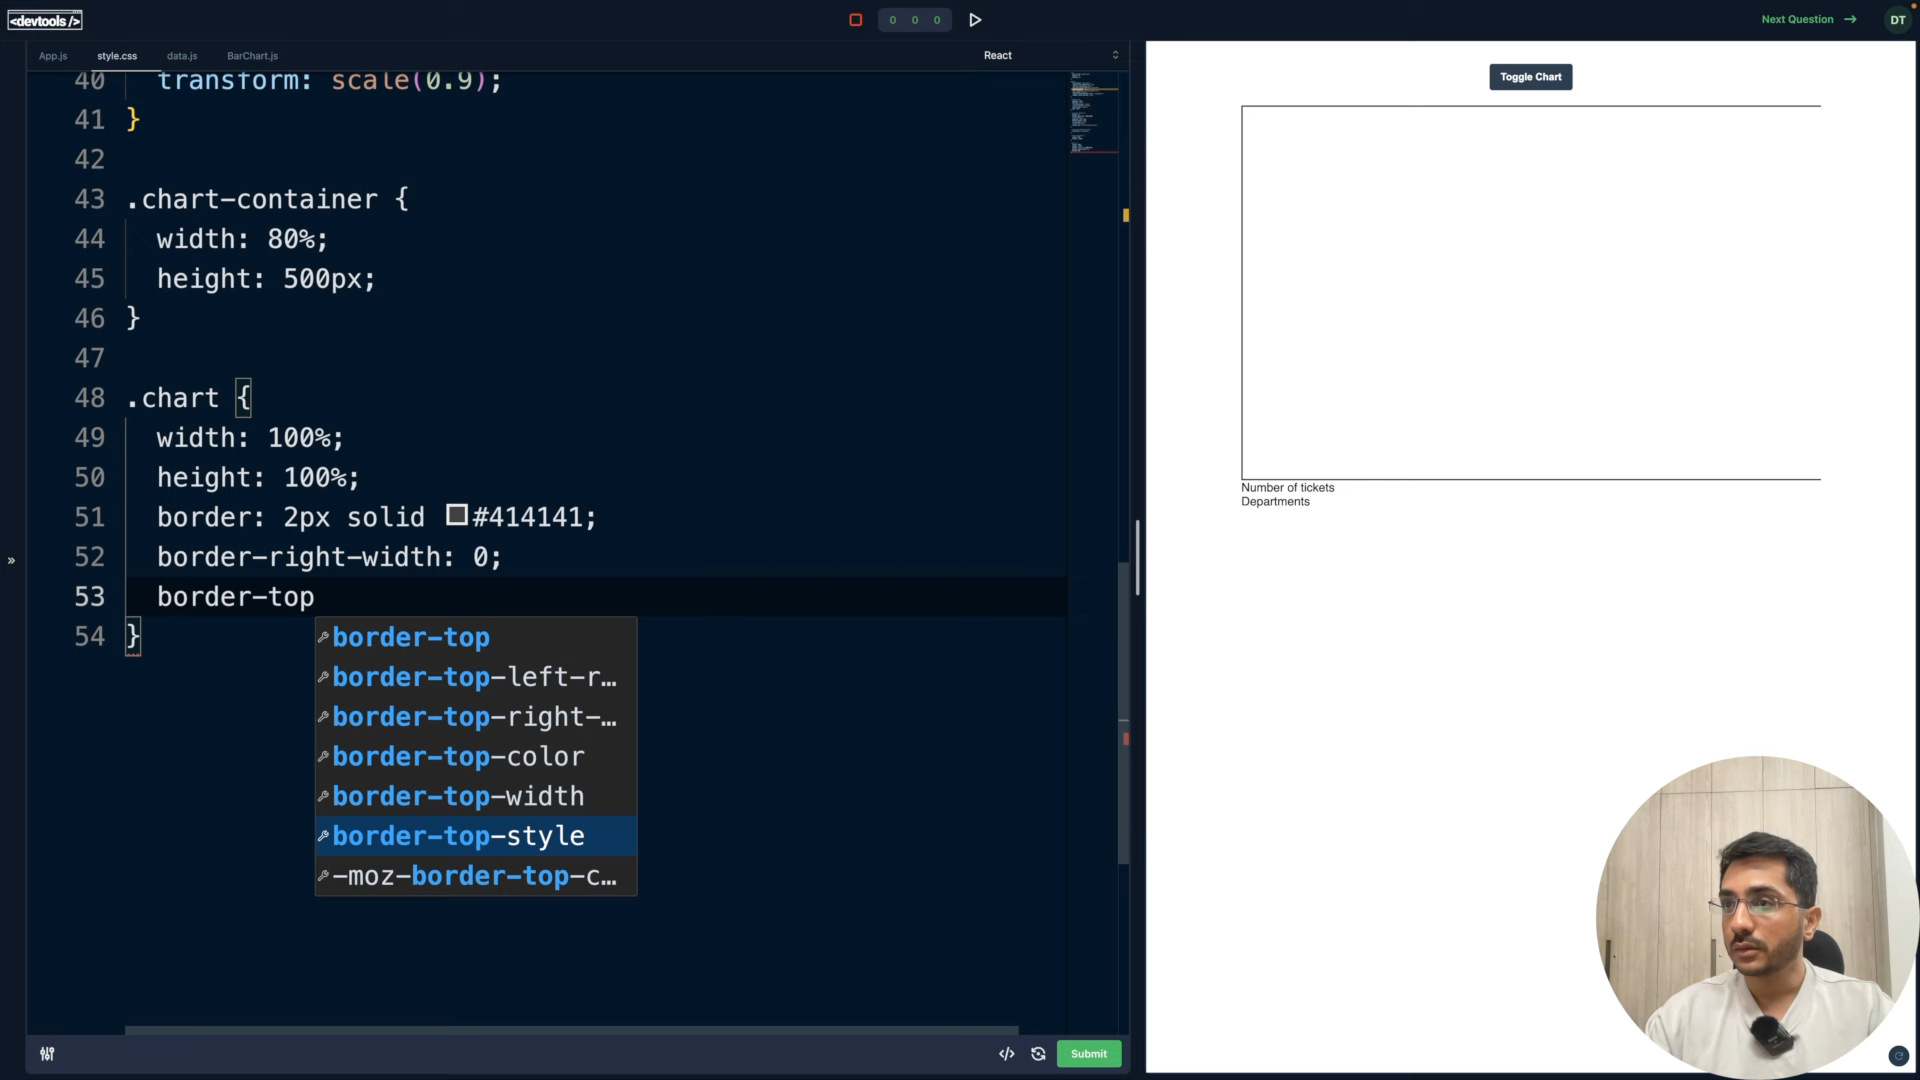 <devtools />
0 0 0
Next Question
DT
App.js
style.css
data.js
BarChart.js
React
40 transform: scale(0.9);
41 }
42
43 .chart-container {
44 width: 80%;
45 height: 500px;
46 }
47
48 .chart {
49 width: 100%;
50 height: 100%;
51 border: 2px solid #414141;
52 border-right-width: 0;
53 border-top
54 }
border-top
border-top-left-r…
border-top-right-…
border-top-color
border-top-width
border-top-style
-moz-border-top-c…
Submit
Toggle Chart
Number of tickets
Departments